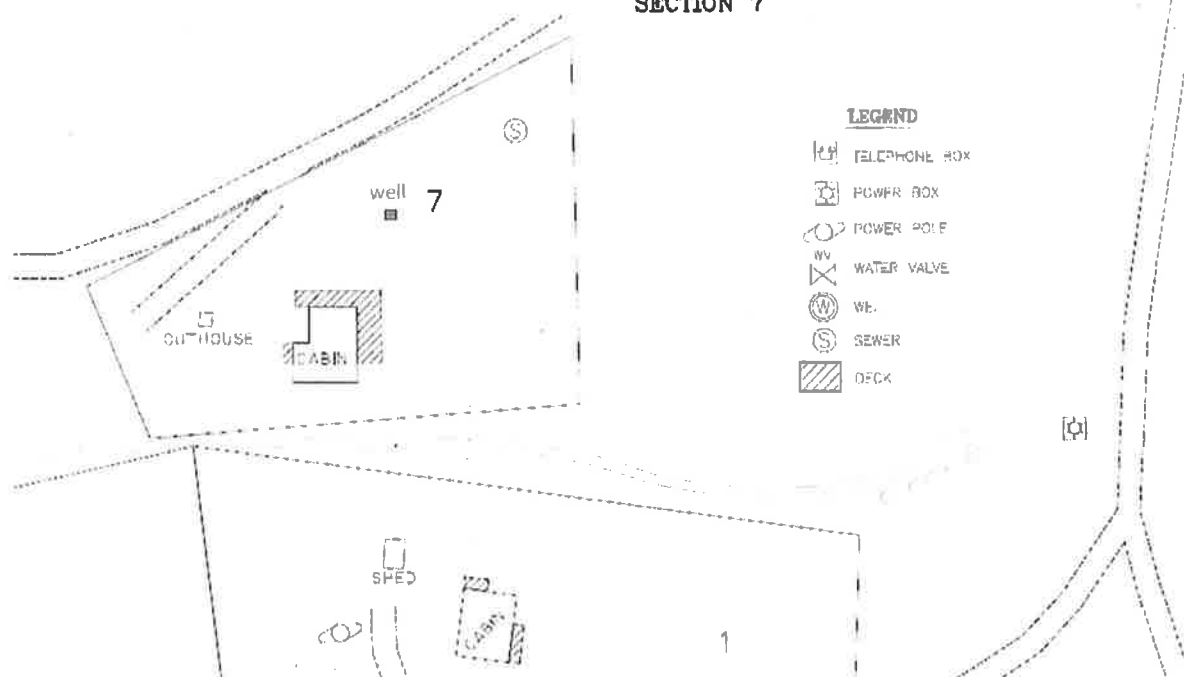 SECTION 7
S
well 7
OUTHOUSE
CABIN
LEGEND
TELEPHONE BOX
POWER BOX
POWER POLE
WV
WATER VALVE
W
S SEWER
DECK
SHED
CABIN
1